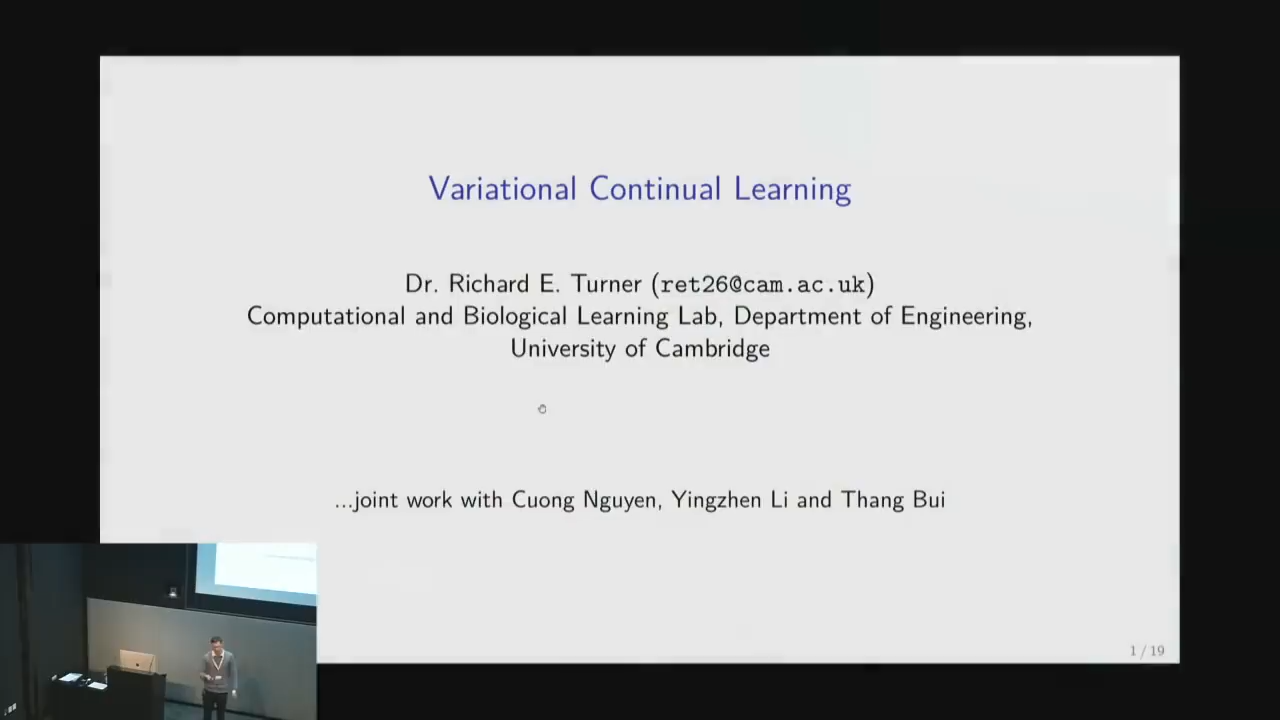 Variational Continual Learning
Dr. Richard E. Turner (ret26@cam.ac.uk)
Computational and Biological Learning Lab, Department of Engineering,
University of Cambridge
...joint work with Cuong Nguyen, Yingzhen Li and Thang Bui
1 / 19